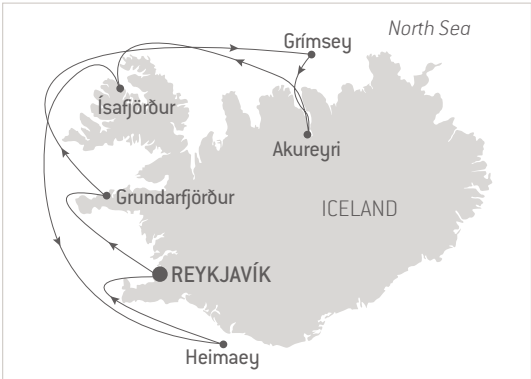 North Sea
Grímsey
Ísafjörður
Akureyri
Grundarfjörður
ICELAND
REYKJAVÍK
Heimaey